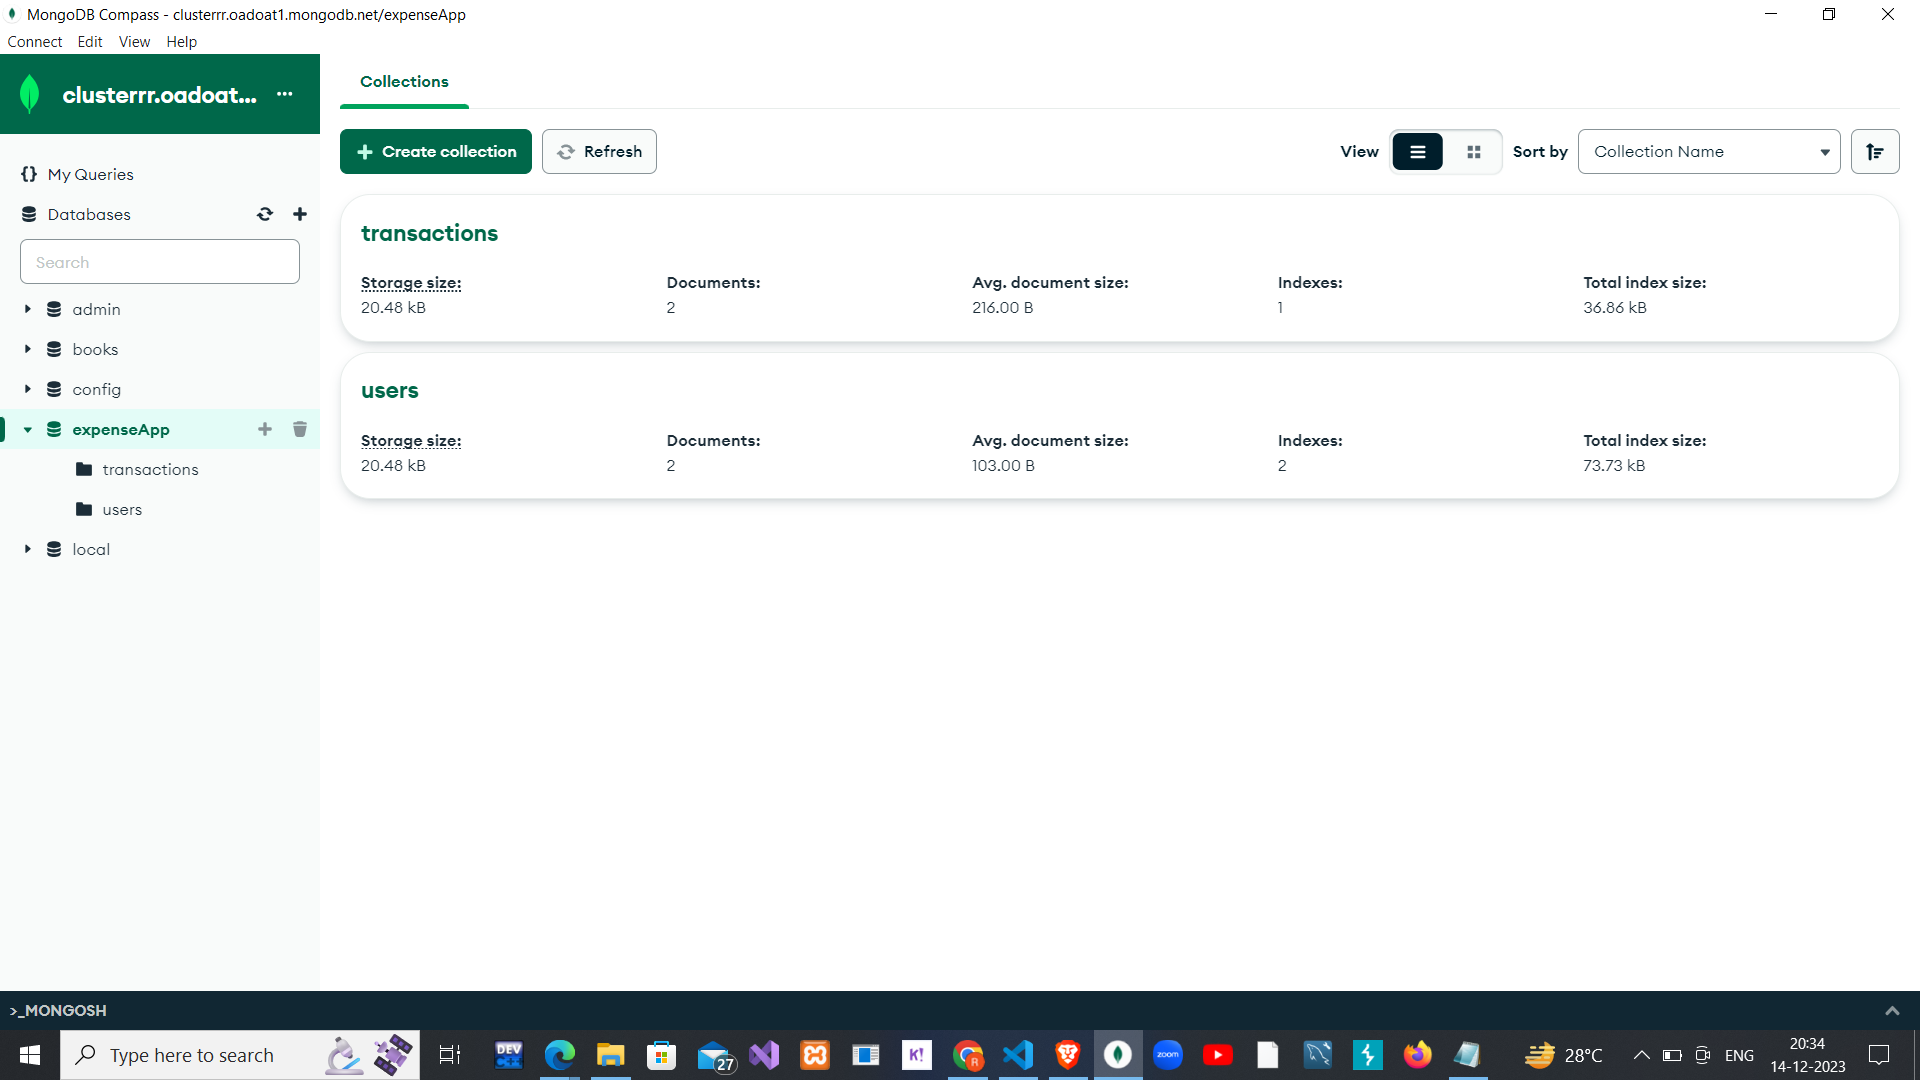 MongoDB Compass - clusterrr.oadoat1.mongodb.net/expenseApp
Connect Edit View Help
clusterrr.oadoat... ...
Collections
+ Create collection Refresh View Sort by Collection Name
{} My Queries
Databases
Search
admin
books
config
expenseApp
transactions
users
local
transactions
Storage size: Documents: Avg. document size: Indexes: Total index size:
20.48 kB 2 216.00 B 1 36.86 kB
users
Storage size: Documents: Avg. document size: Indexes: Total index size:
20.48 kB 2 103.00 B 2 73.73 kB
>_MONGOSH
Type here to search DEV 27 K! R zoom 28°C ENG 20:34
14-12-2023